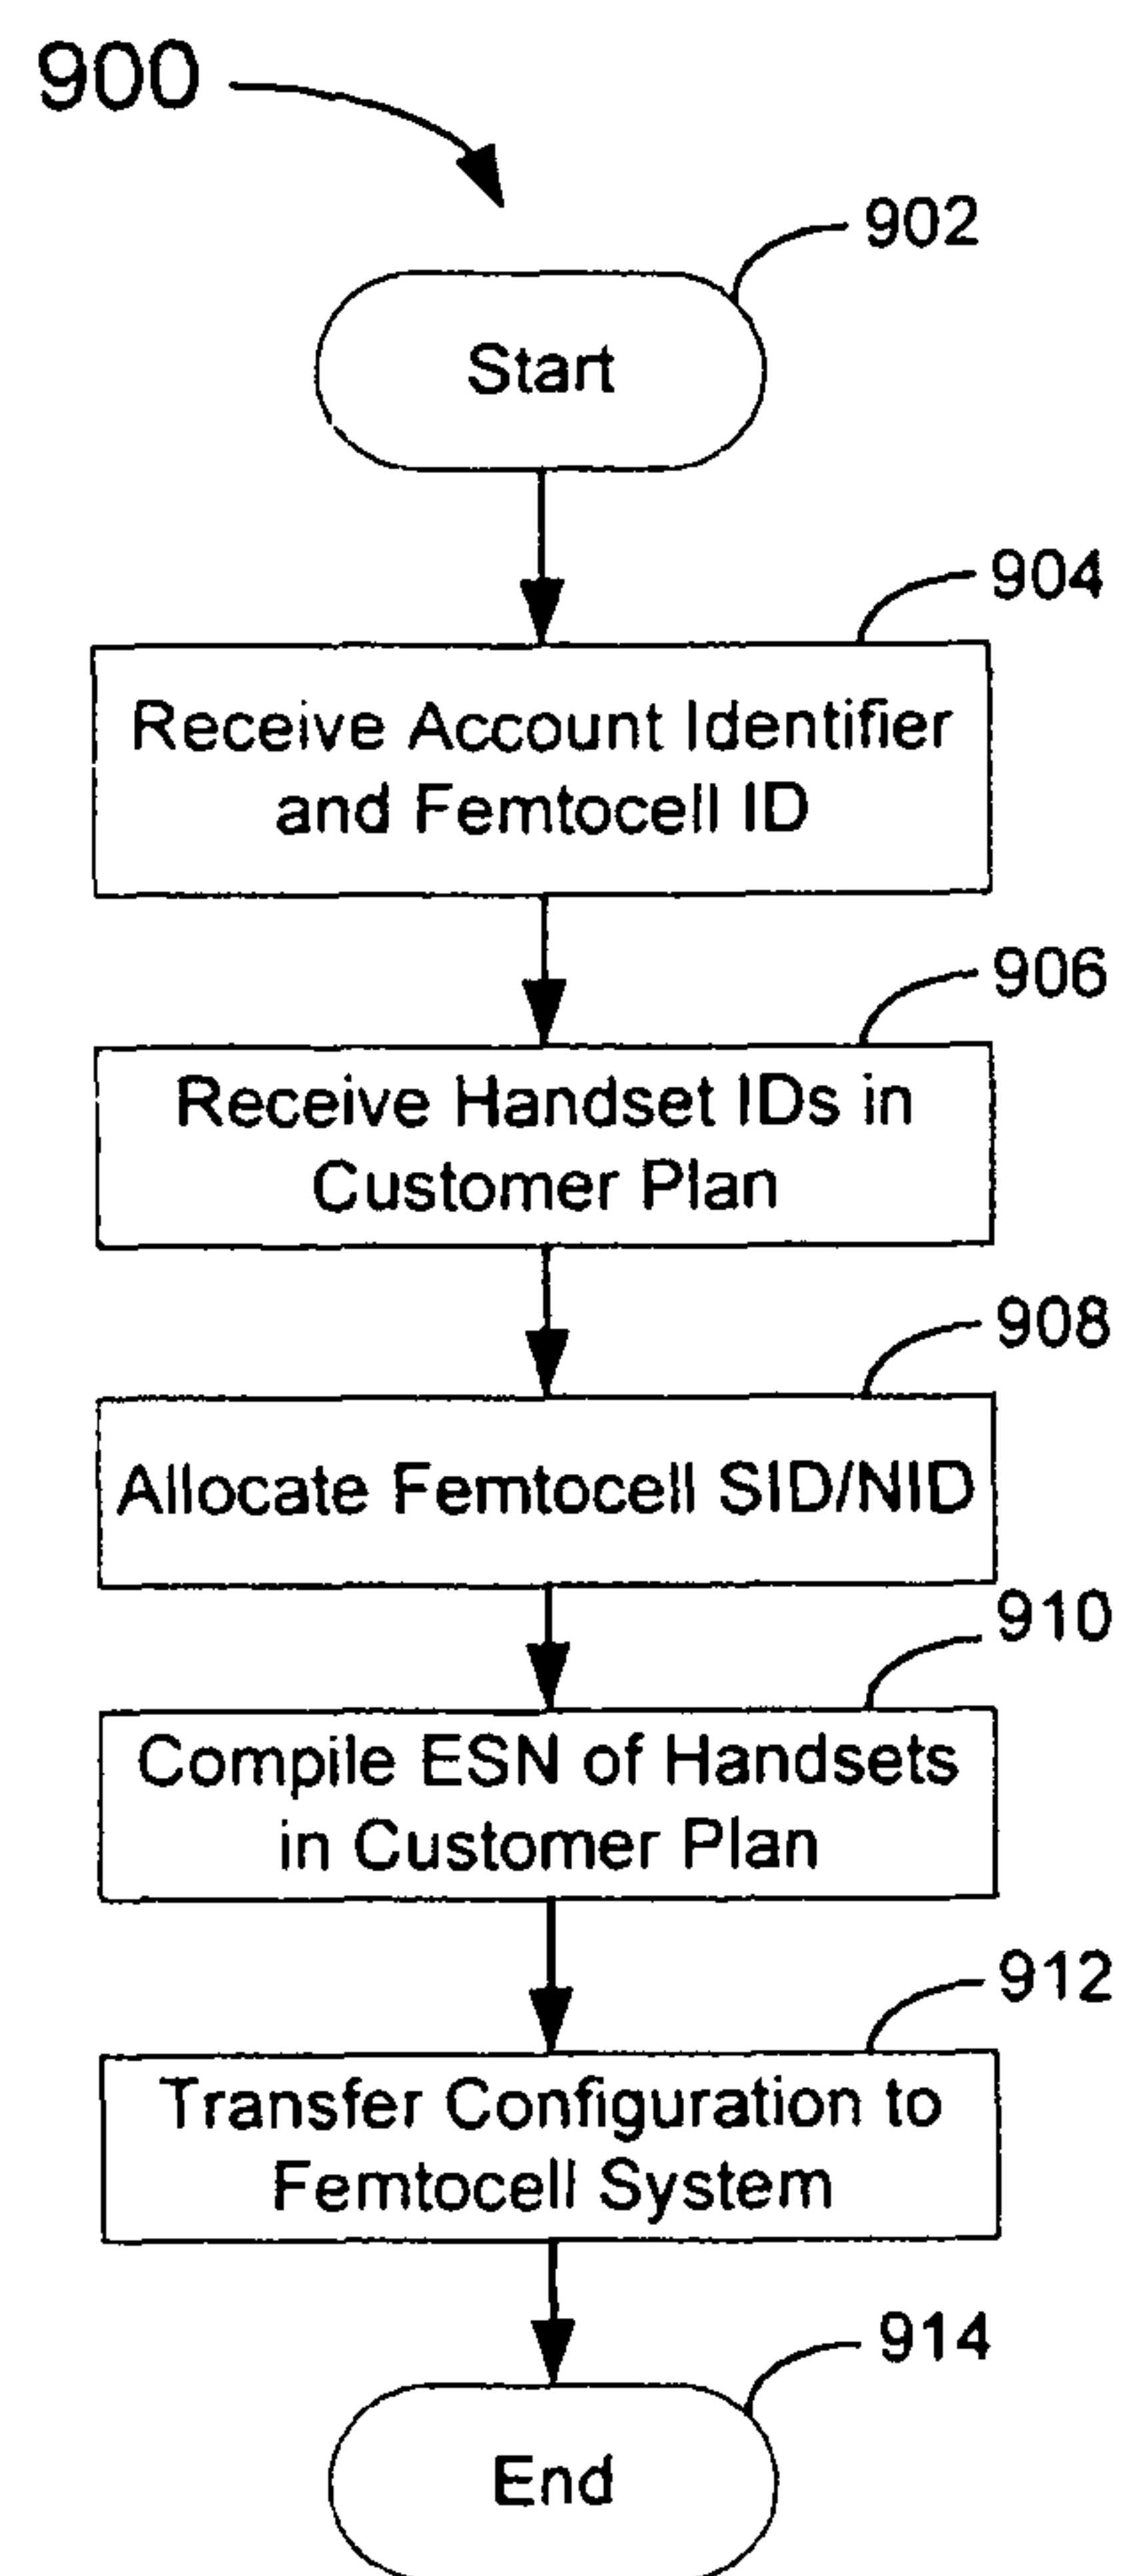 900
902
Start
904
Receive Account Identifier
and Femtocell ID
906
Receive Handset IDs in
Customer Plan
908
Allocate Femtocell SID/NID
910
Compile ESN of Handsets
in Customer Plan
912
Transfer Configuration to
Femtocell System
914
End